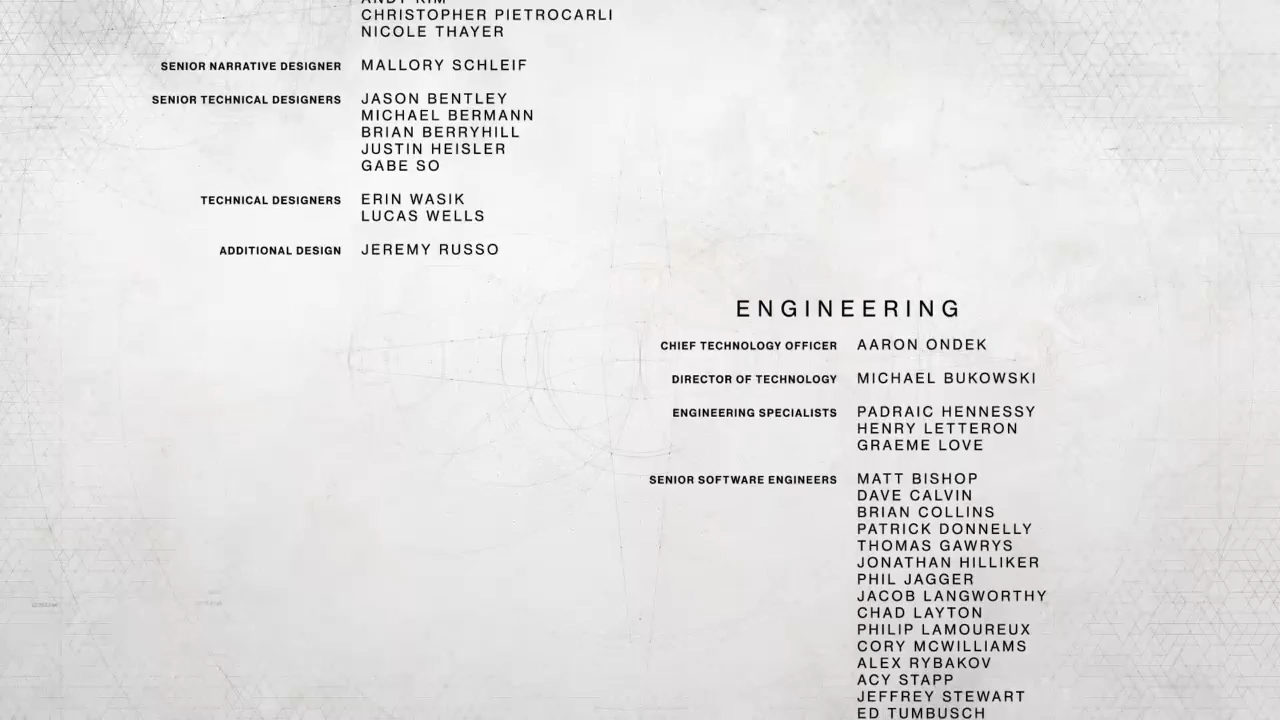 ANDY KIM
CHRISTOPHER PIETROCARLI
NICOLE THAYER
SENIOR NARRATIVE DESIGNER MALLORY SCHLEIF
SENIOR TECHNICAL DESIGNERS JASON BENTLEY
MICHAEL BERMANN
BRIAN BERRYHILL
JUSTIN HEISLER
GABE SO
TECHNICAL DESIGNERS ERIN WASIK
LUCAS WELLS
ADDITIONAL DESIGN JEREMY RUSSO
ENGINEERING
CHIEF TECHNOLOGY OFFICER AARON ONDEK
DIRECTOR OF TECHNOLOGY MICHAEL BUKOWSKI
ENGINEERING SPECIALISTS PADRAIC HENNESSY
HENRY LETTERON
GRAEME LOVE
SENIOR SOFTWARE ENGINEERS MATT BISHOP
DAVE CALVIN
BRIAN COLLINS
PATRICK DONNELLY
THOMAS GAWRYS
JONATHAN HILLIKER
PHIL JAGGER
JACOB LANGWORTHY
CHAD LAYTON
PHILIP LAMOUREUX
CORY MCWILLIAMS
ALEX RYBAKOV
ACY STAPP
JEFFREY STEWART
ED TUMBUSCH